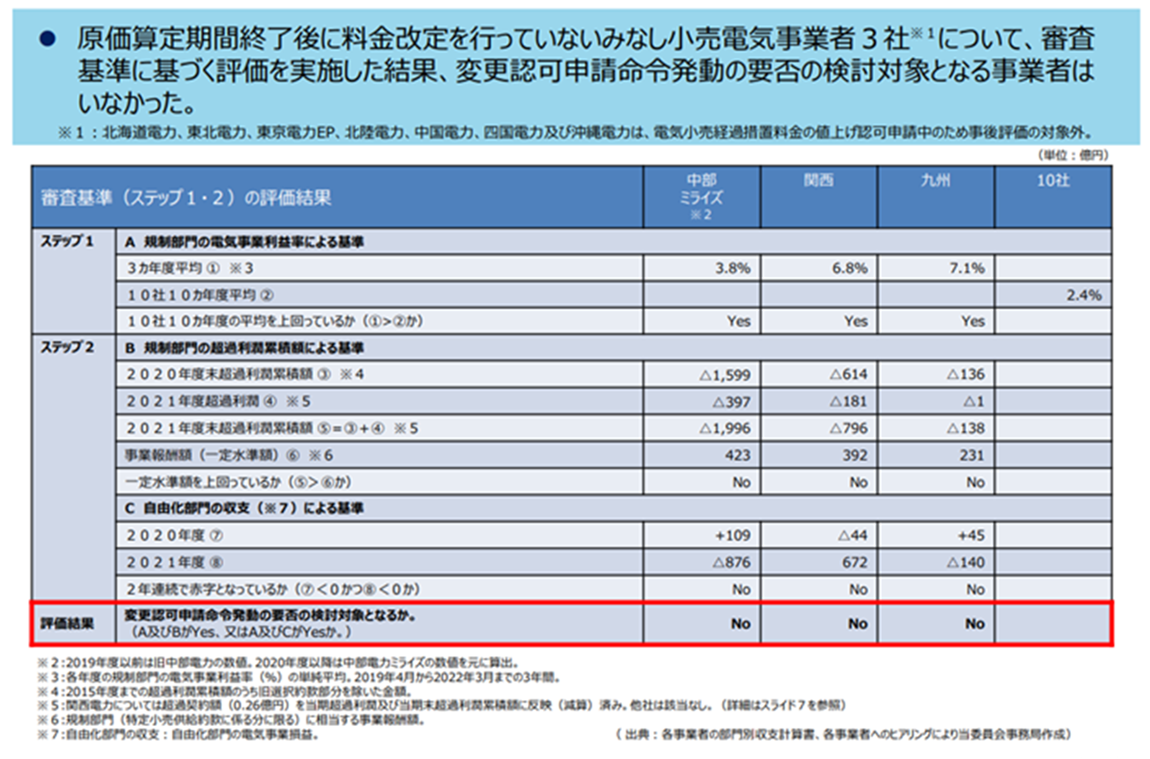 ● 原価算定期間終了後に料金改定を行っていないみなし小売電気事業者３社※１について、審査
基準に基づく評価を実施した結果、変更認可申請命令発動の要否の検討対象となる事業者は
いなかった。
※１：北海道電力、東北電力、東京電力EP、北陸電力、中国電力、四国電力及び沖縄電力は、電気小売経過措置料金の値上げ認可申請中のため事後評価の対象外。
（単位：億円）
審査基準（ステップ１・２）の評価結果 中部ミライズ※２ 関西 九州 10社
ステップ1 A 規制部門の電気事業利益率による基準
３カ年度平均 ① ※３ 3.8% 6.8% 7.1%
１０社１０カ年度平均 ② 2.4%
１０社１０カ年度の平均を上回っているか（①>②か） Yes Yes Yes
ステップ2 B 規制部門の超過利潤累積額による基準
２０２０年度末超過利潤累積額 ③ ※４ △1,599 △614 △136
２０２１年度超過利潤 ④ ※５ △397 △181 △1
２０２１年度末超過利潤累積額 ⑤＝③＋④ ※５ △1,996 △796 △138
事業報酬額（一定水準額）⑥ ※６ 423 392 231
一定水準額を上回っているか（⑤＞⑥か） No No No
C 自由化部門の収支（※７）による基準
２０２０年度 ⑦ +109 △44 +45
２０２１年度 ⑧ △876 672 △140
２年連続で赤字となっているか（⑦＜０かつ⑧＜０か） No No No
評価結果 変更認可申請命令発動の要否の検討対象となるか。
（A及びBがYes、又はA及びCがYesか。） No No No
※２：2019年度以前は旧中部電力の数値。2020年度以降は中部電力ミライズの数値を元に算出。
※３：各年度の規制部門の電気事業利益率（%）の単純平均。2019年4月から2022年3月までの3年間。
※４：2015年度までの超過利潤累積額のうち旧選択約款部分を除いた金額。
※５：関西電力については超過契約額（0.26億円）を当期超過利潤及び当期末超過利潤累積額に反映（減算）済み。他社は該当なし。（詳細はスライド７を参照）
※６：規制部門（特定小売供給約款に係る分に限る）に相当する事業報酬額。
※７：自由化部門の収支：自由化部門の電気事業損益。
（ 出典：各事業者の部門別収支計算書、各事業者へのヒアリングにより当委員会事務局作成）